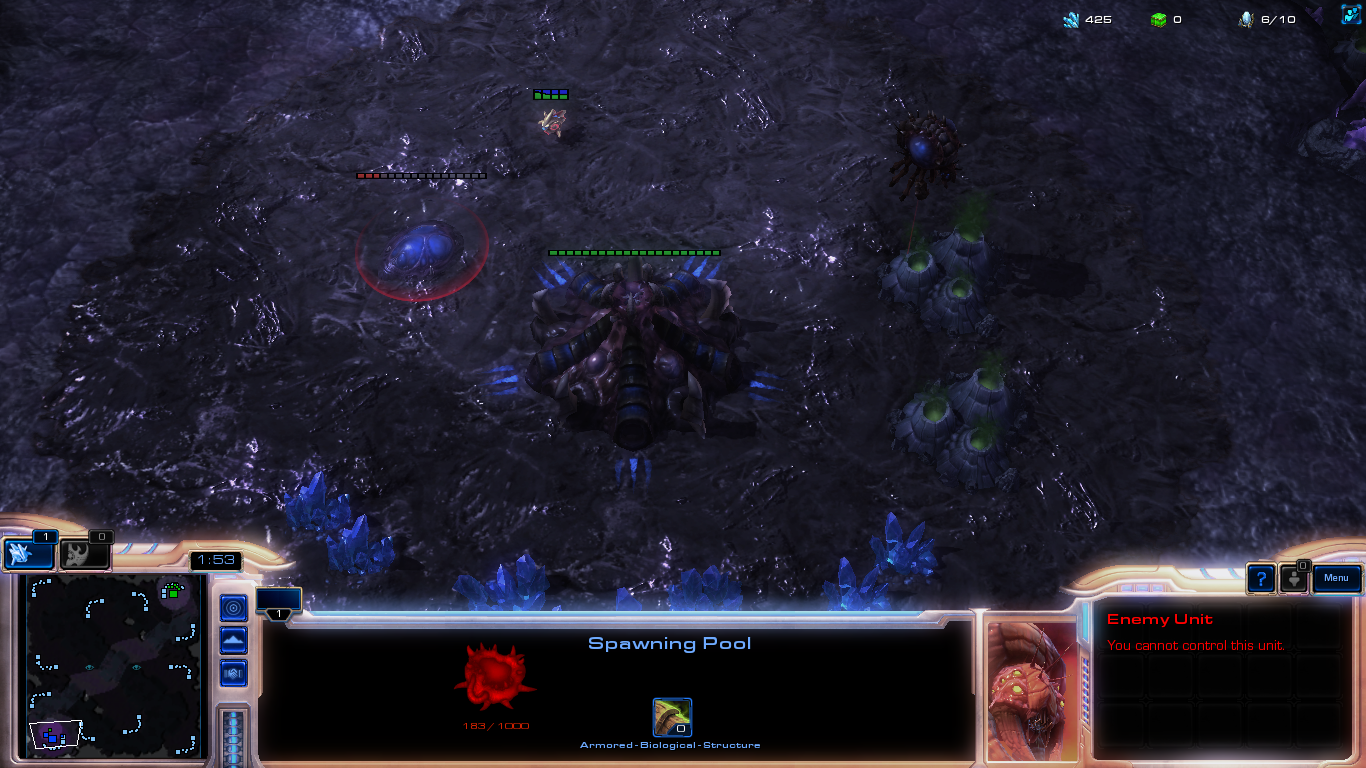 425
0
6/10
1
0
1:53
1
?
0
Menu
Spawning Pool
183/1000
0
Armored-Biological-Structure
Enemy Unit
You cannot control this unit.